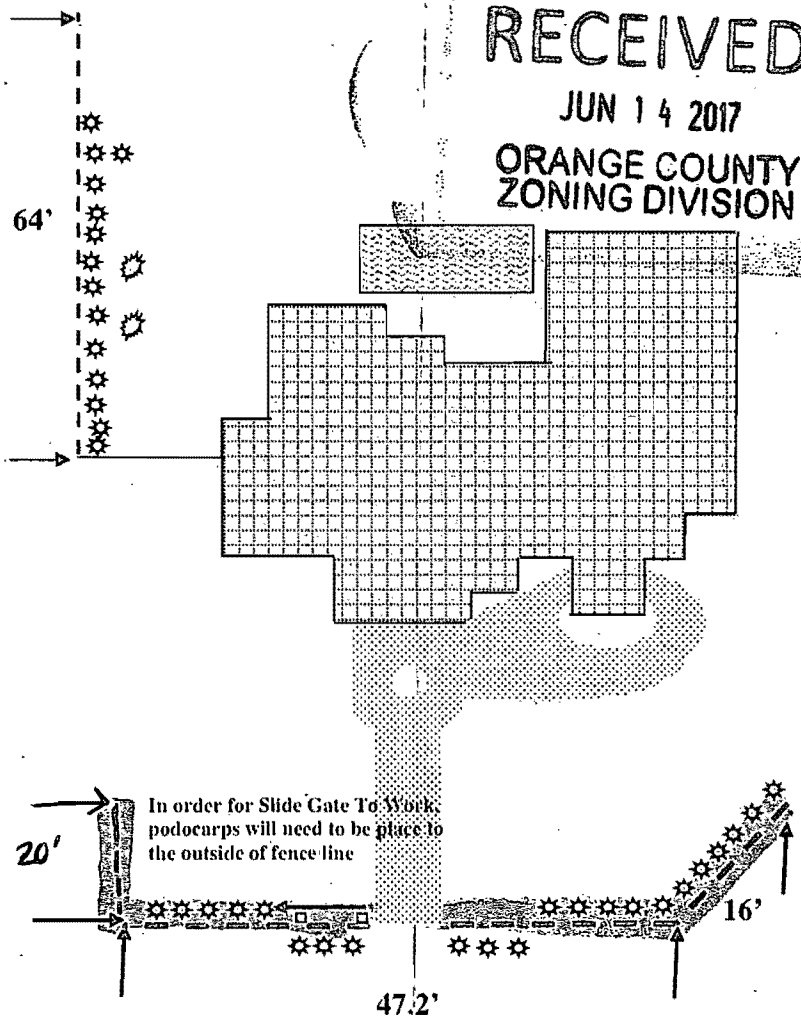 RECEIVED
JUN 14 2017
ORANGE COUNTY
ZONING DIVISION
64'
In order for Slide Gate To Work,
podocarps will need to be place to
the outside of fence line
20'
16'
47.2'